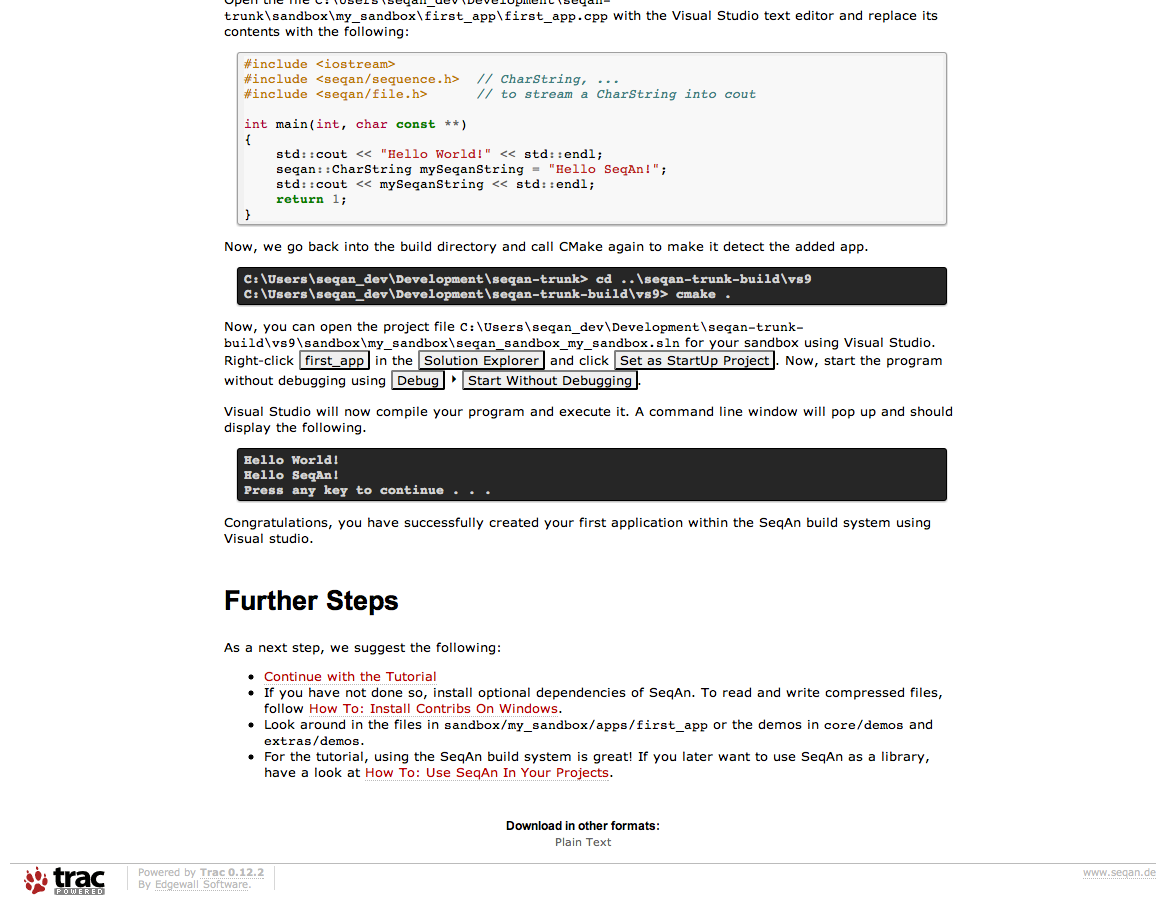 Open the file C:\Users\seqan_dev\Development\seqan-
trunk\sandbox\my_sandbox\first_app\first_app.cpp with the Visual Studio text editor and replace its
contents with the following:
#include <iostream>
#include <seqan/sequence.h>  // CharString, ...
#include <seqan/file.h>      // to stream a CharString into cout
int main(int, char const **)
{
    std::cout << "Hello World!" << std::endl;
    seqan::CharString mySeqanString = "Hello SeqAn!";
    std::cout << mySeqanString << std::endl;
    return 1;
}
Now, we go back into the build directory and call CMake again to make it detect the added app.
C:\Users\seqan_dev\Development\seqan-trunk> cd ..\seqan-trunk-build\vs9
C:\Users\seqan_dev\Development\seqan-trunk-build\vs9> cmake .
Now, you can open the project file C:\Users\seqan_dev\Development\seqan-trunk-
build\vs9\sandbox\my_sandbox\seqan_sandbox_my_sandbox.sln for your sandbox using Visual Studio.
Right-click first_app in the Solution Explorer and click Set as StartUp Project. Now, start the program
without debugging using Debug ‣ Start Without Debugging.
Visual Studio will now compile your program and execute it. A command line window will pop up and should
display the following.
Hello World!
Hello SeqAn!
Press any key to continue . . .
Congratulations, you have successfully created your first application within the SeqAn build system using
Visual studio.
Further Steps
As a next step, we suggest the following:
• Continue with the Tutorial
• If you have not done so, install optional dependencies of SeqAn. To read and write compressed files,
follow How To: Install Contribs On Windows.
• Look around in the files in sandbox/my_sandbox/apps/first_app or the demos in core/demos and
extras/demos.
• For the tutorial, using the SeqAn build system is great! If you later want to use SeqAn as a library,
have a look at How To: Use SeqAn In Your Projects.
Download in other formats:
Plain Text
trac
POWERED
Powered by Trac 0.12.2
By Edgewall Software.
www.seqan.de